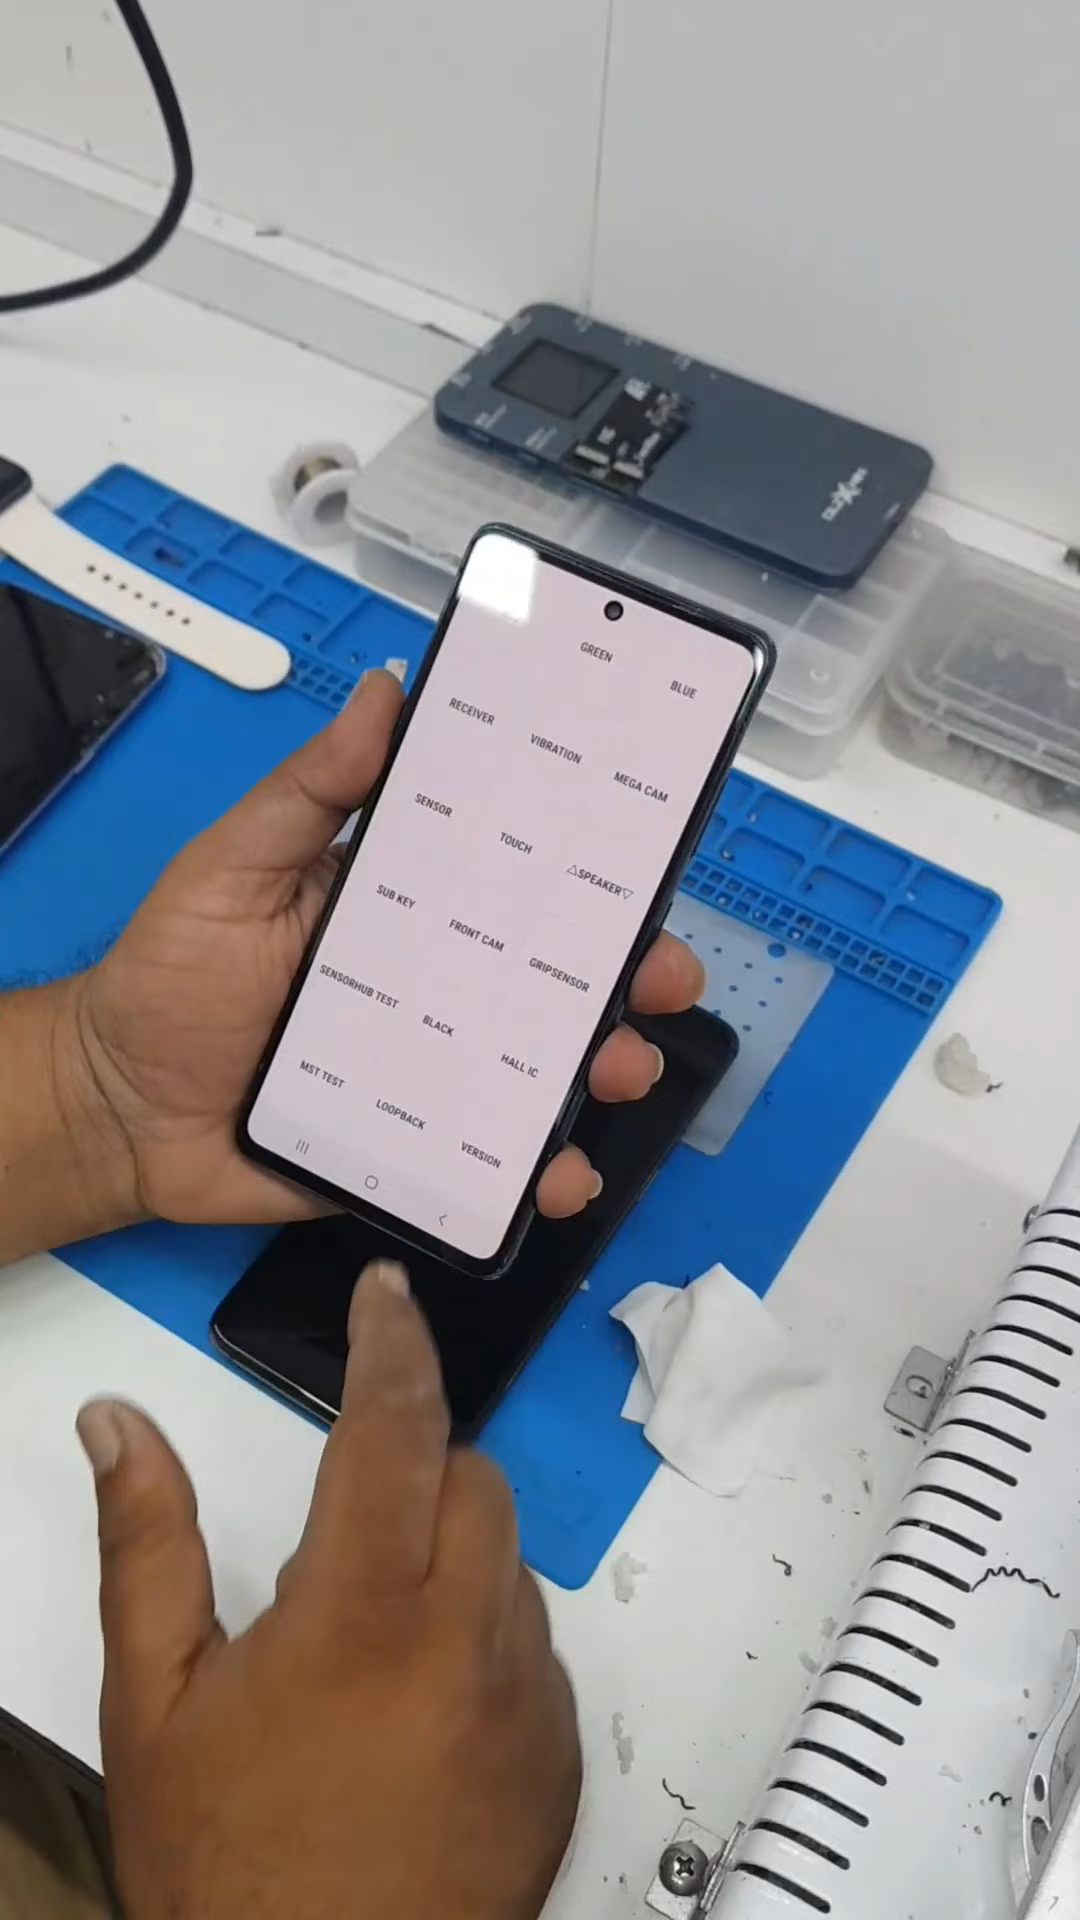 GREEN
BLUE
RECEIVER
VIBRATION
MEGA CAM
SENSOR
TOUCH
△SPEAKER▽
SUB KEY
FRONT CAM
GRIPSENSOR
SENSORHUB TEST
BLACK
HALL IC
MST TEST
LOOPBACK
VERSION